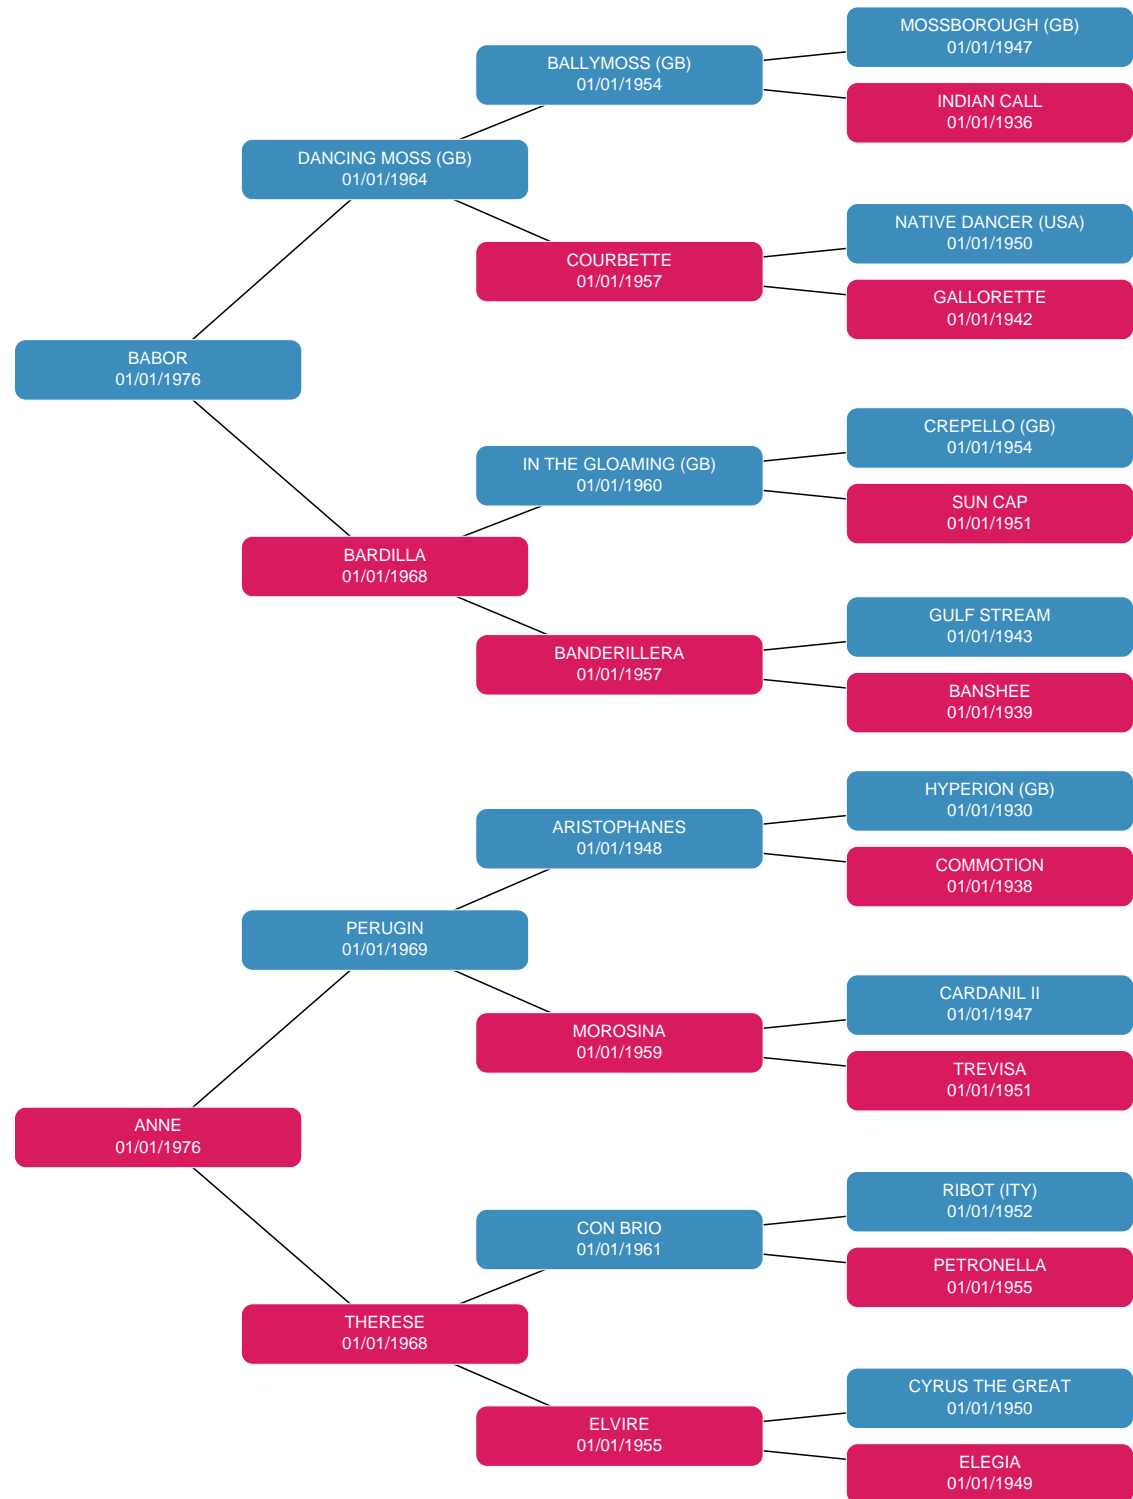 MOSSBOROUGH (GB)
01/01/1947
BALLYMOSS (GB)
01/01/1954
INDIAN CALL
01/01/1936
DANCING MOSS (GB)
01/01/1964
NATIVE DANCER (USA)
01/01/1950
COURBETTE
01/01/1957
GALLORETTE
01/01/1942
BABOR
01/01/1976
CREPELLO (GB)
01/01/1954
IN THE GLOAMING (GB)
01/01/1960
SUN CAP
01/01/1951
BARDILLA
01/01/1968
GULF STREAM
01/01/1943
BANDERILLERA
01/01/1957
BANSHEE
01/01/1939
HYPERION (GB)
01/01/1930
ARISTOPHANES
01/01/1948
COMMOTION
01/01/1938
PERUGIN
01/01/1969
CARDANIL II
01/01/1947
MOROSINA
01/01/1959
TREVISA
01/01/1951
ANNE
01/01/1976
RIBOT (ITY)
01/01/1952
CON BRIO
01/01/1961
PETRONELLA
01/01/1955
THERESE
01/01/1968
CYRUS THE GREAT
01/01/1950
ELVIRE
01/01/1955
ELEGIA
01/01/1949